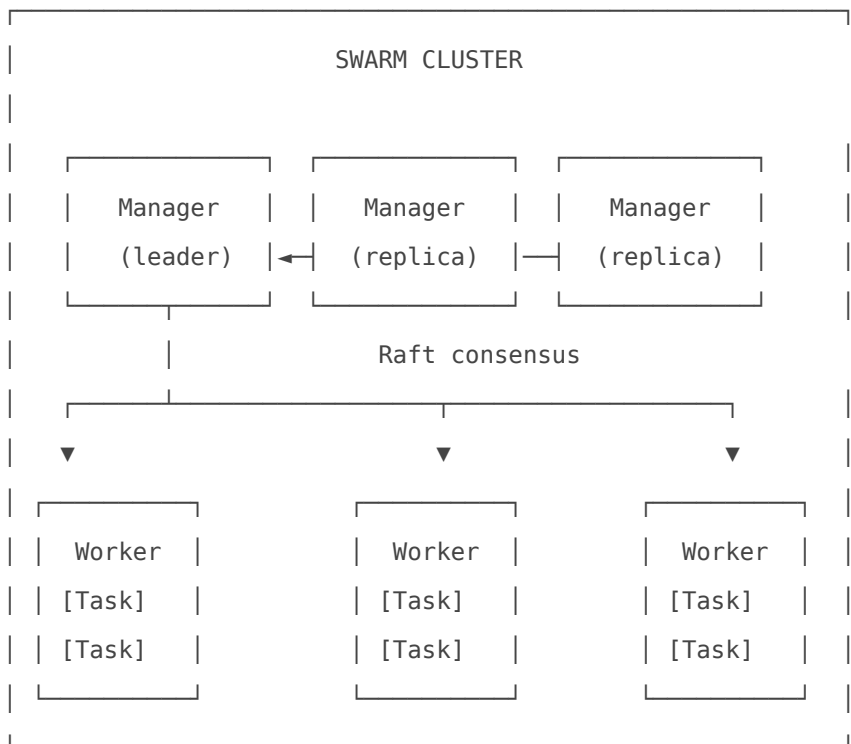 SWARM CLUSTER
Manager Manager Manager
(leader) (replica) (replica)
Raft consensus
Worker Worker Worker
[Task] [Task] [Task]
[Task] [Task] [Task]